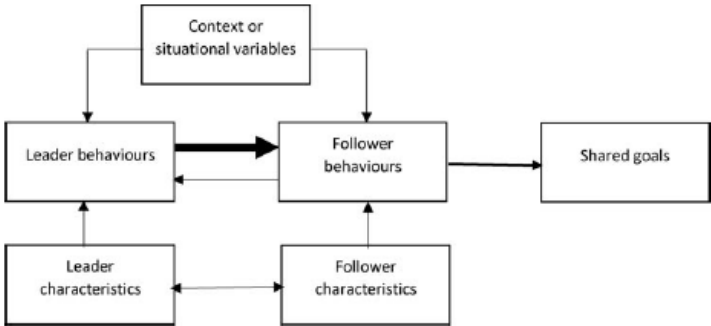 Context or
situational variables
Leader behaviours
Follower
behaviours
Shared goals
Leader
characteristics
Follower
characteristics